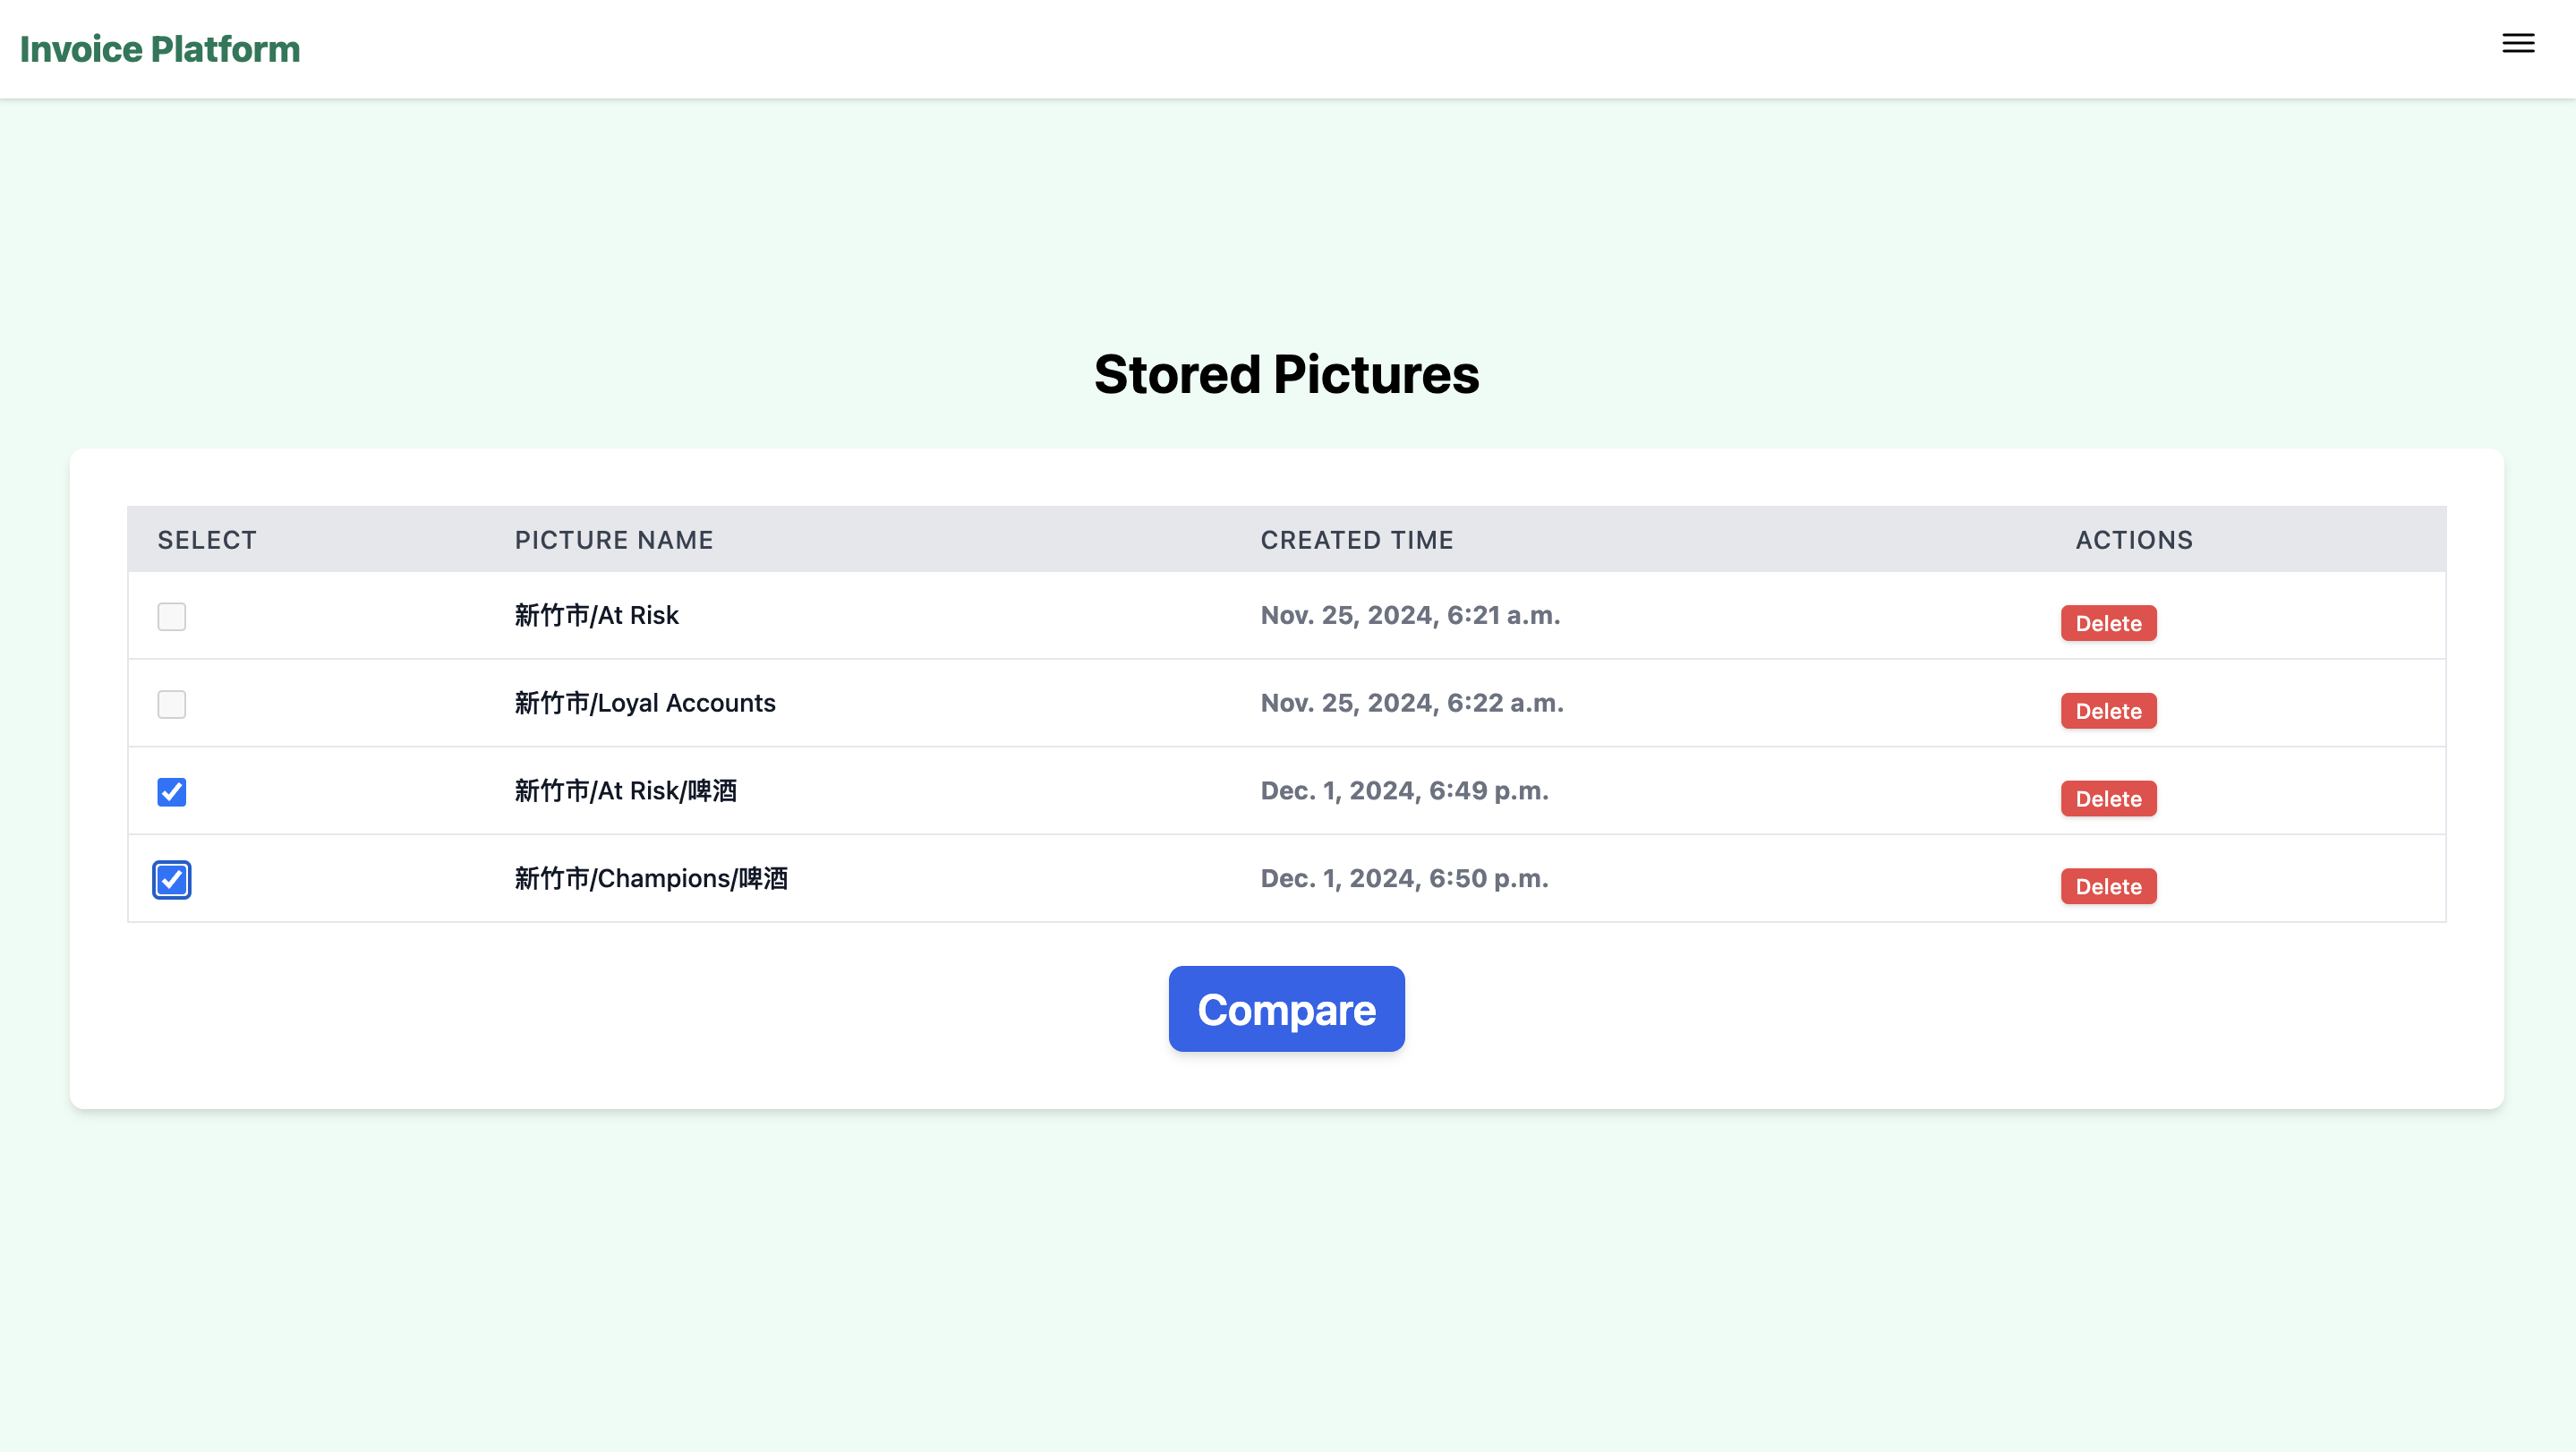 Invoice Platform
Stored Pictures
SELECT PICTURE NAME CREATED TIME ACTIONS
新竹市/At Risk Nov. 25, 2024, 6:21 a.m. Delete
新竹市/Loyal Accounts Nov. 25, 2024, 6:22 a.m. Delete
新竹市/At Risk/啤酒 Dec. 1, 2024, 6:49 p.m. Delete
新竹市/Champions/啤酒 Dec. 1, 2024, 6:50 p.m. Delete
Compare